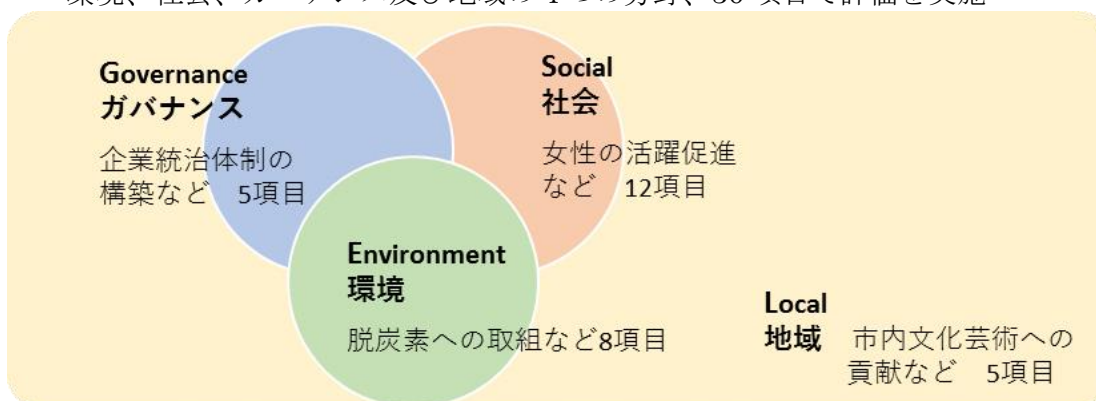 環境、社会、ガバナンス及び地域の 4 つの分野、30 項目で評価を実施
Governance
ガバナンス
企業統治体制の
構築など 5項目
Social
社会
女性の活躍促進
など 12項目
Environment
環境
脱炭素への取組など8項目
Local
地域 市内文化芸術への
貢献など 5項目